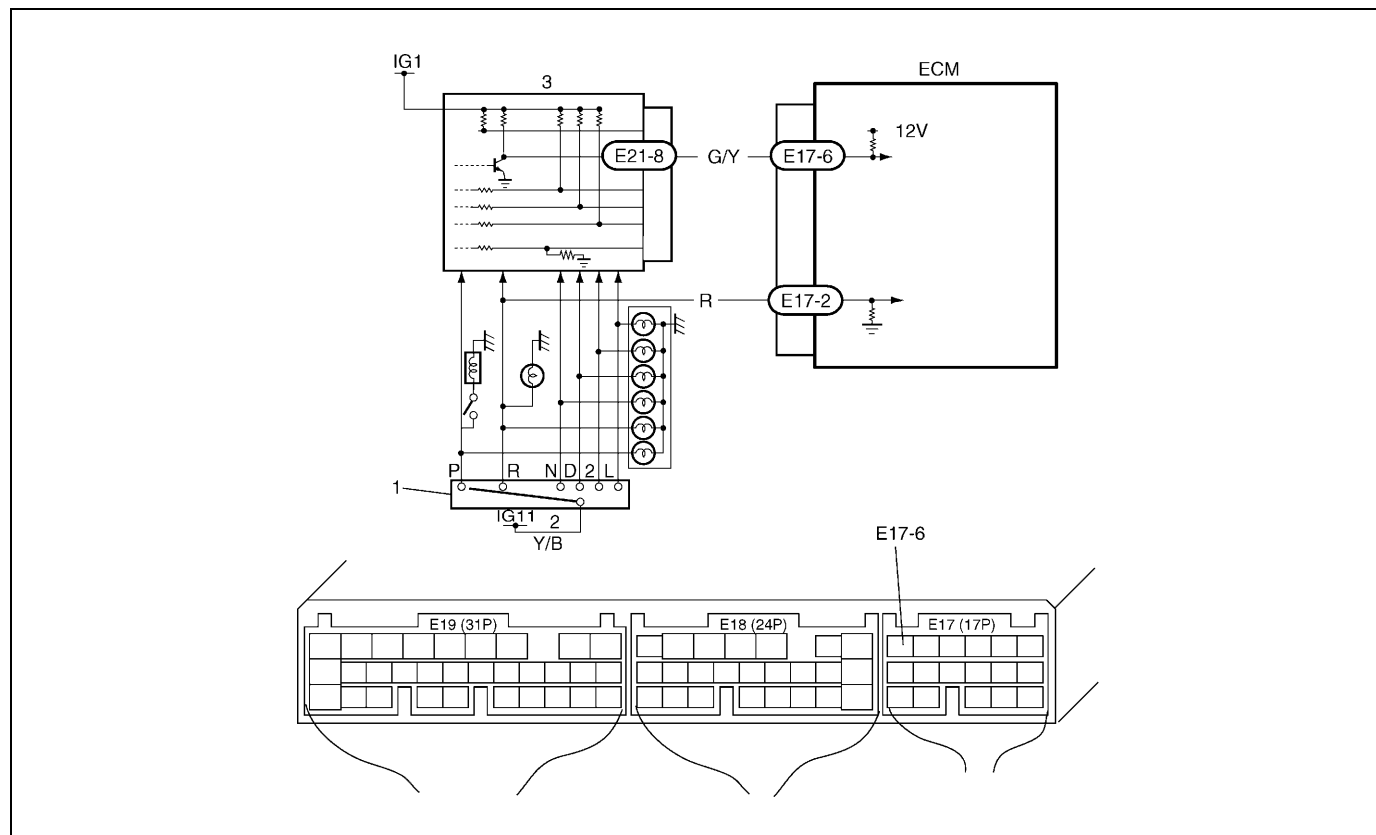 IG1
3
ECM
12V
E21-8
G/Y
E17-6
R
E17-2
P R N D 2 L
1
IG11
2
Y/B
E17-6
E19 (31P)
E18 (24P)
E17 (17P)